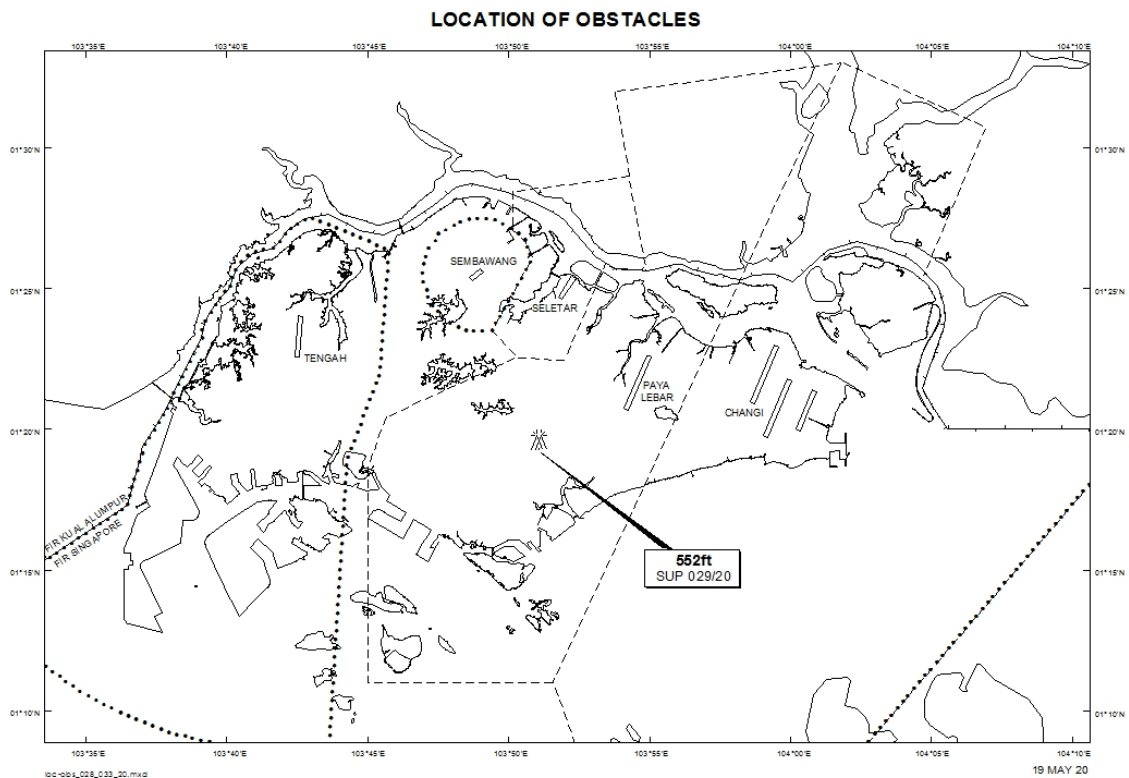 LOCATION OF OBSTACLES
103°35'E 103°40'E 103°45'E 103°50'E 103°55'E 104°00'E 104°05'E 104°10'E
01°30'N 01°30'N
SEMBAWANG
01°25'N 01°25'N
SELETAR
TENGAH
PAYA
LEBAR
CHANGI
01°20'N 01°20'N
FIR KUALALUMPUR
FIR SINGAPORE
552ft
SUP 029/20
01°15'N 01°15'N
01°10'N 01°10'N
103°35'E 103°40'E 103°45'E 103°50'E 103°55'E 104°00'E 104°05'E 104°10'E
loc-obs_028_033_20.mxd
19 MAY 20